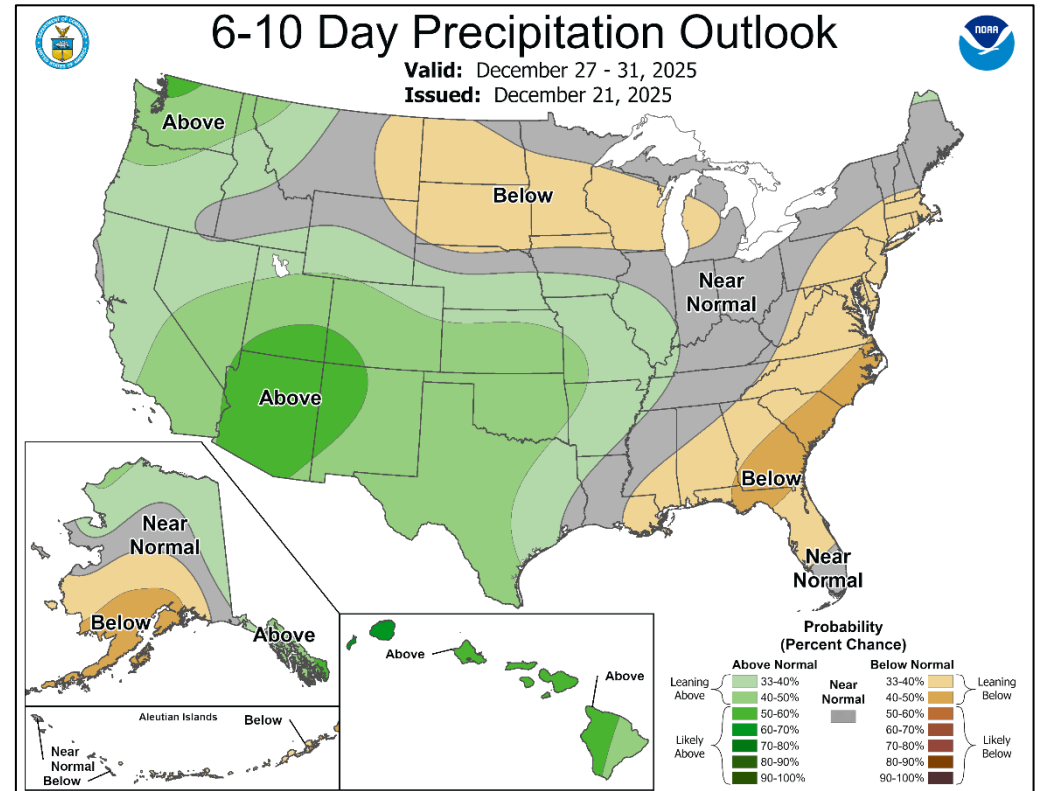 6-10 Day Precipitation Outlook
NOAA
Valid: December 27 - 31, 2025
Issued: December 21, 2025
Above
Below
Near
Normal
Above
Below
Near
Normal
Near
Normal
Below
Above
Above
Above
Aleutian Islands
Below
Near
Normal
Below
Probability
(Percent Chance)
Above Normal
Below Normal
Leaning
Above
33-40%
40-50%
Likely
Above
50-60%
60-70%
70-80%
80-90%
90-100%
Near
Normal
33-40%
40-50%
Leaning
Below
50-60%
60-70%
70-80%
80-90%
90-100%
Likely
Below